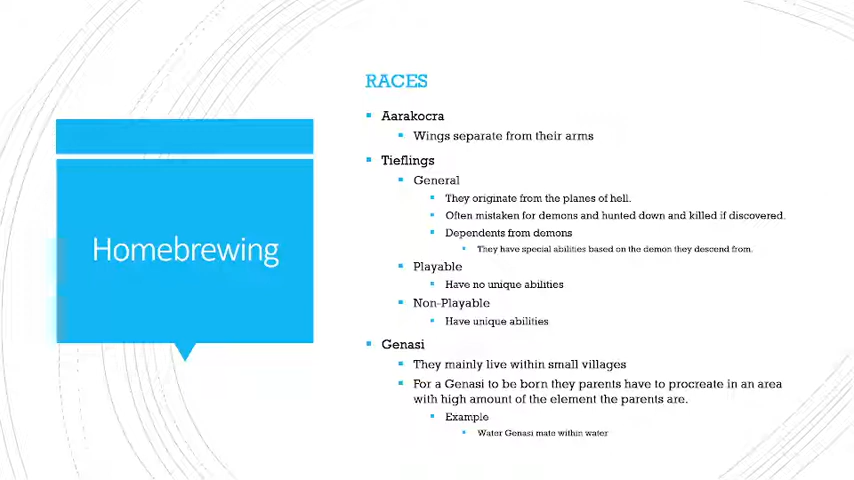 Homebrewing
RACES
Aarakocra
Wings separate from their arms
Tieflings
General
They originate from the planes of hell.
Often mistaken for demons and hunted down and killed if discovered.
Dependents from demons
They have special abilities based on the demon they descend from.
Playable
Have no unique abilities
Non-Playable
Have unique abilities
Genasi
They mainly live within small villages
For a Genasi to be born they parents have to procreate in an area
with high amount of the element the parents are.
Example
Water Genasi mate within water